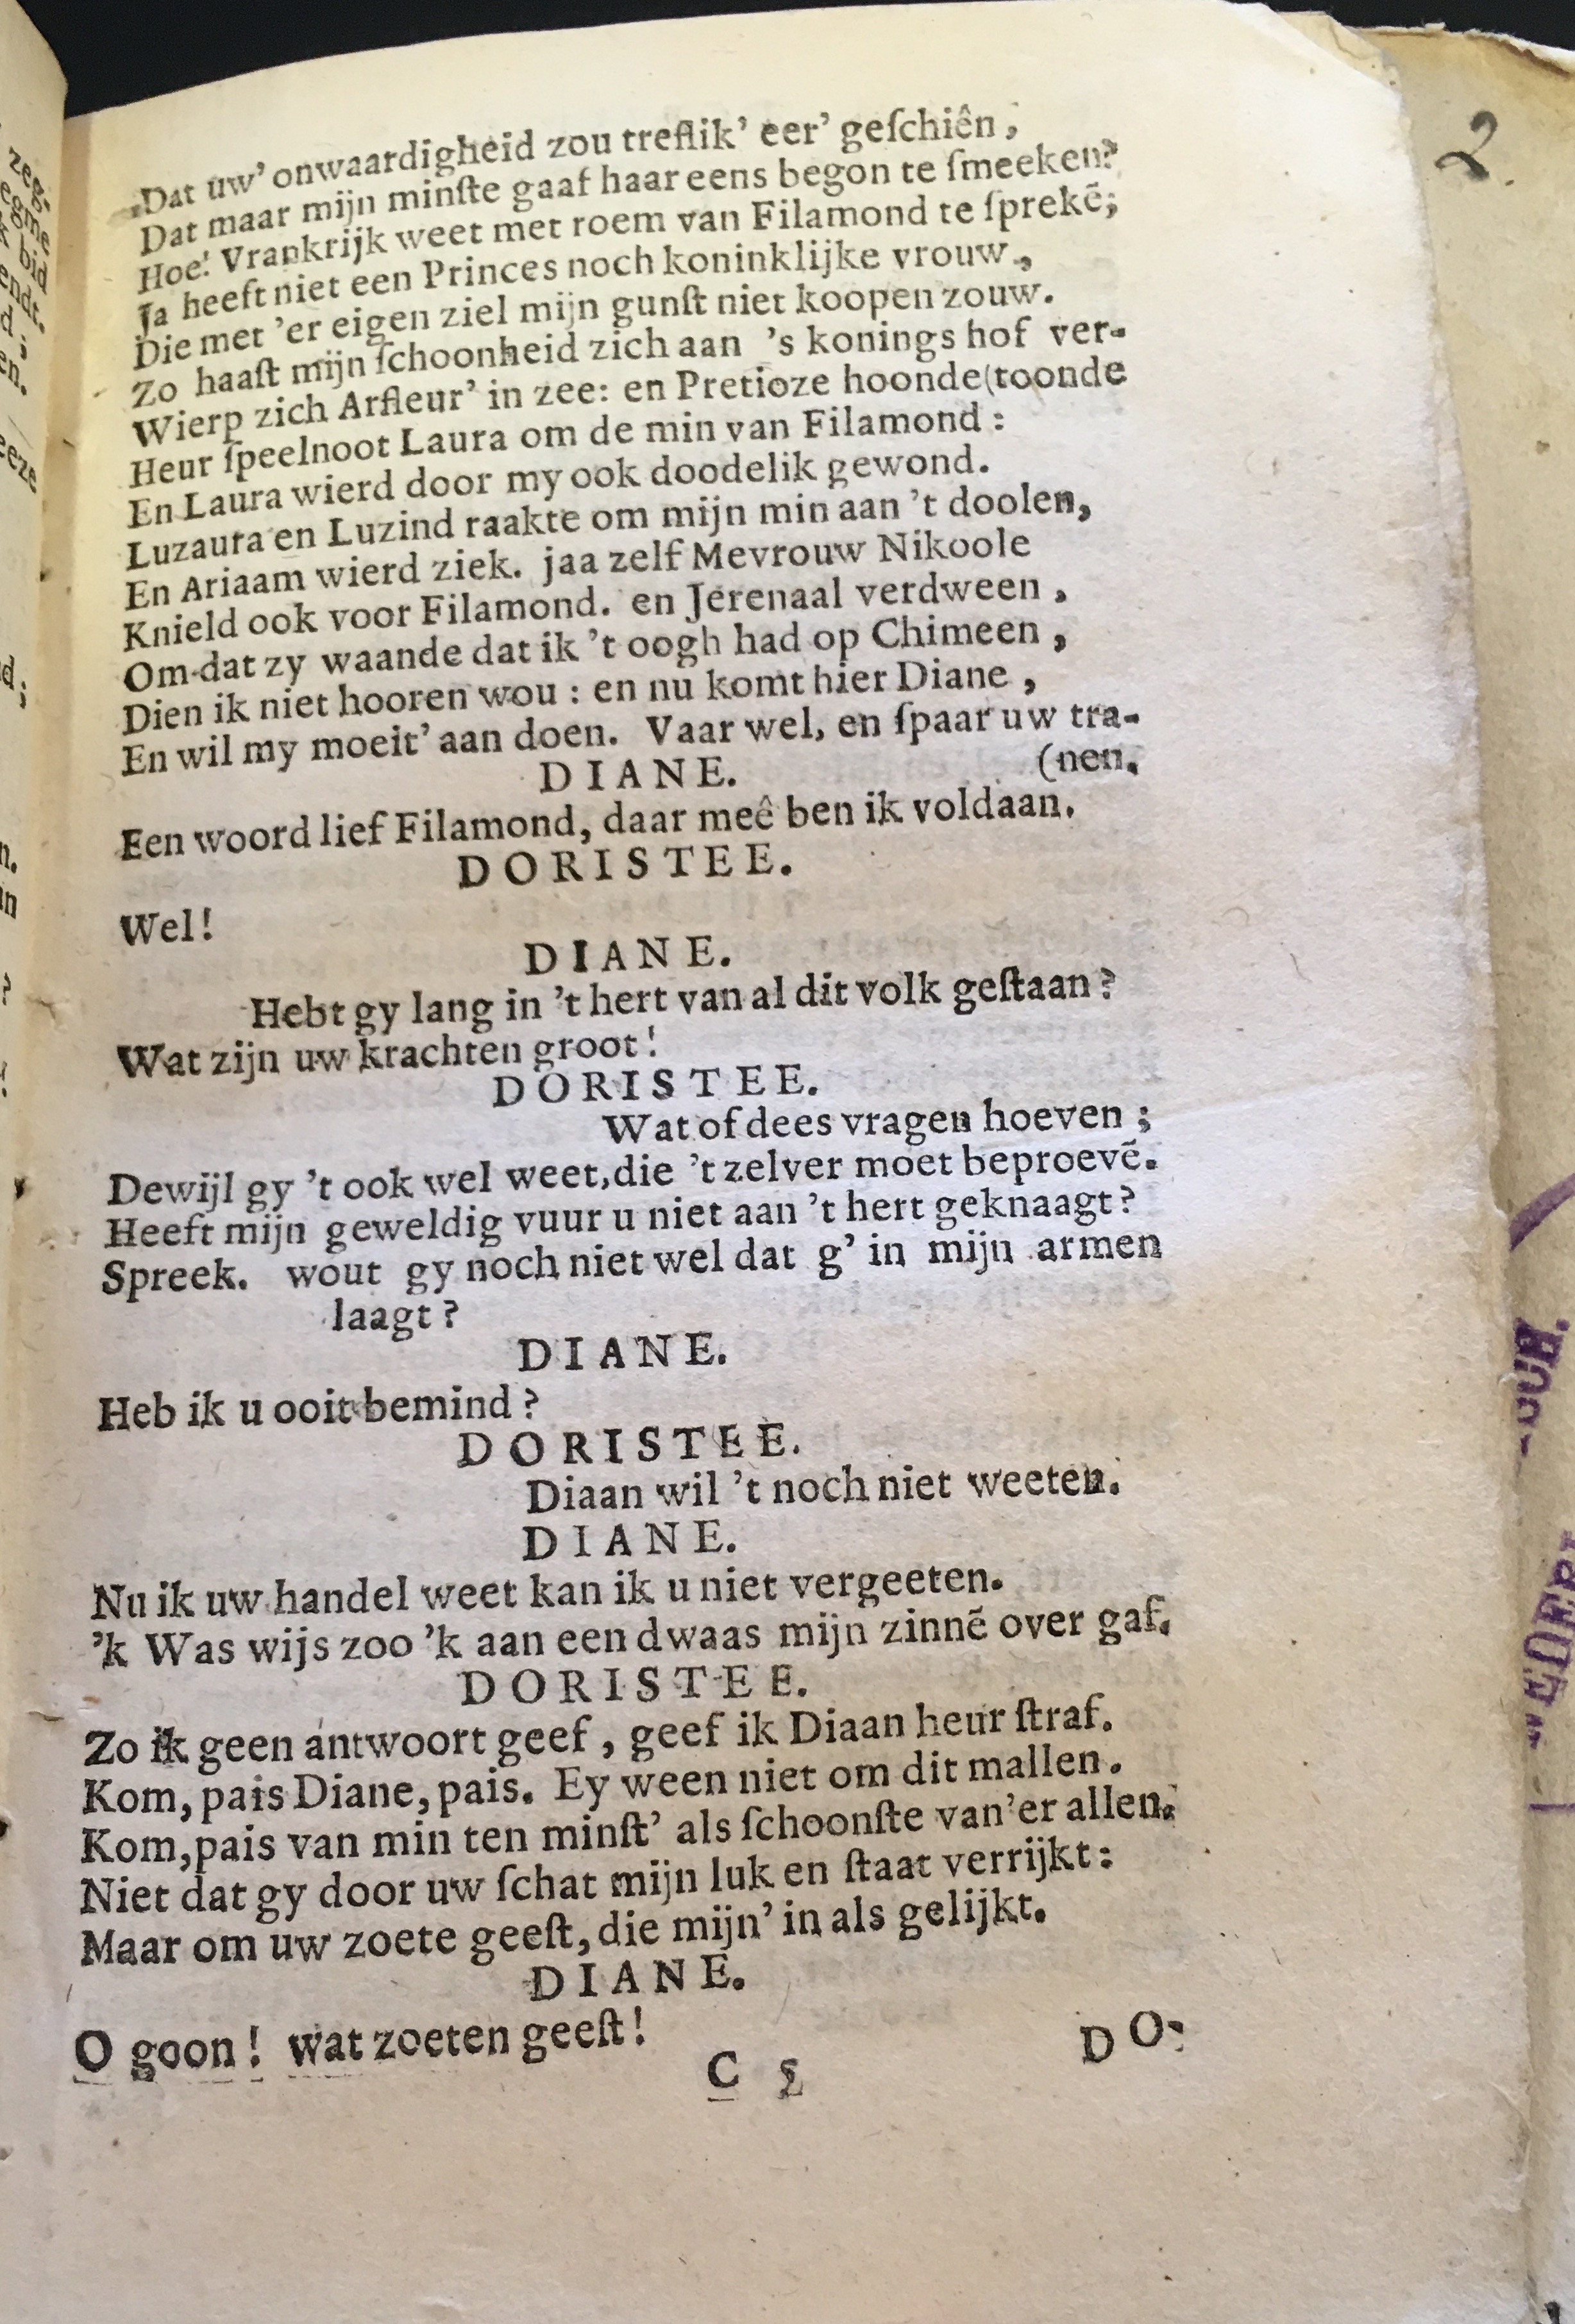 Dat uw' onwaardigheid zou treflik' eer' geſchiên,
Dat maar mijn minſte gaaf haar eens begon te ſmeeken?
Hoe! Vrankrijk weet met roem van Filamond te ſprekẽ;
Ja heeft niet een Princes noch koninklijke vrouw,
Die met 'er eigen ziel mijn gunſt niet koopen zouw.
Zo haaſt mijn ſchoonheid zich aan 's konings hof ver-
Wierp zich Arfleur' in zee: en Pretioze hoonde (toonde
Heur ſpeelnoot Laura om de min van Filamond:
En Laura wierd door my ook doodelik gewond.
Luzaura en Luzind raakte om mijn min aan 't doolen,
En Ariaam wierd ziek. jaa zelf Mevrouw Nikoole
Knield ook voor Filamond. en Jerenaal verdween,
Om-dat zy waande dat ik 't oogh had op Chimeen,
Dien ik niet hooren wou: en nu komt hier Diane,
En wil my moeit' aan doen. Vaar wel, en ſpaar uw tra-
(nen.
DIANE.
Een woord lief Filamond, daar meê ben ik voldaan.
DORISTEE.
Wel!
DIANE.
Hebt gy lang in 't hert van al dit volk geſtaan?
Wat zijn uw krachten groot!
DORISTEE.
Wat of dees vragen hoeven;
Dewijl gy 't ook wel weet, die 't zelver moet beproevẽ.
Heeft mijn geweldig vuur u niet aan 't hert geknaagt?
Spreek. wout gy noch niet wel dat g' in mijn armen
laagt?
DIANE.
Heb ik u ooit bemind?
DORISTEE.
Diaan wil 't noch niet weeten.
DIANE.
Nu ik uw handel weet kan ik u niet vergeeten.
'k Was wijs zoo 'k aan een dwaas mijn zinnẽ over gaf.
DORISTEE.
Zo ik geen antwoort geef, geef ik Diaan heur ſtraf.
Kom, pais Diane, pais. Ey ween niet om dit mallen.
Kom, pais van min ten minſt' als ſchoonſte van 'er allen.
Niet dat gy door uw ſchat mijn luk en ſtaat verrijkt:
Maar om uw zoete geeſt, die mijn' in als gelijkt.
DIANE.
O goon! wat zoeten geeſt!
C DO-
2